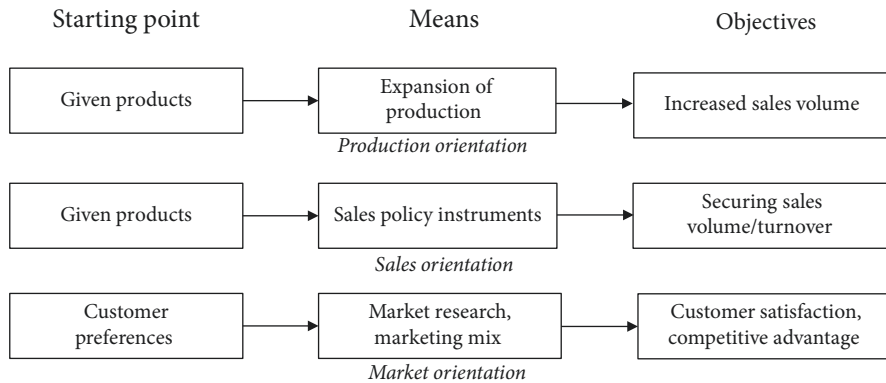 Starting point
Means
Objectives
Given products
Expansion of
production
Increased sales volume
Production orientation
Given products
Sales policy instruments
Securing sales
volume/turnover
Sales orientation
Customer
preferences
Market research,
marketing mix
Customer satisfaction,
competitive advantage
Market orientation